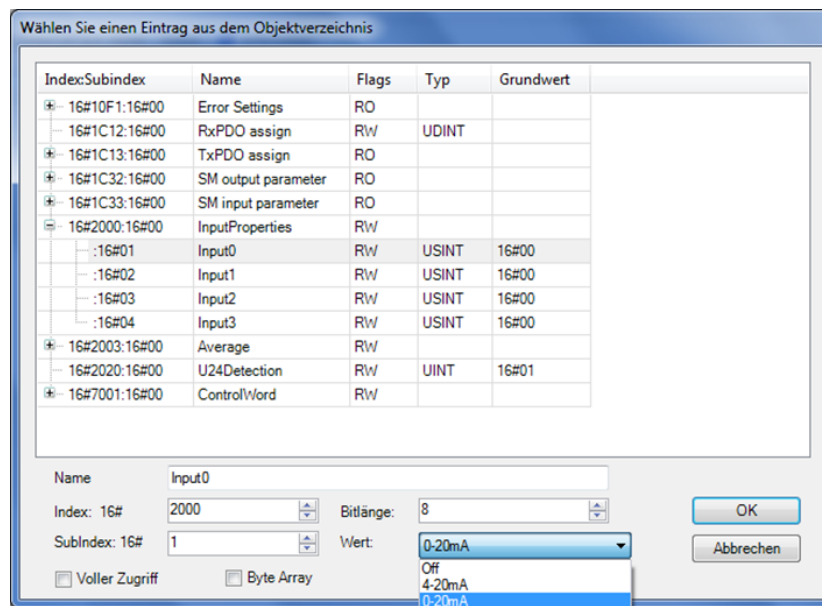 Wählen Sie einen Eintrag aus dem Objektverzeichnis
Index:Subindex Name Flags Typ Grundwert
16#10F1:16#00 Error Settings RO
16#1C12:16#00 RxPDO assign RW UDINT
16#1C13:16#00 TxPDO assign RO
16#1C32:16#00 SM output parameter RO
16#1C33:16#00 SM input parameter RO
16#2000:16#00 InputProperties RW
:16#01 Input0 RW USINT 16#00
:16#02 Input1 RW USINT 16#00
:16#03 Input2 RW USINT 16#00
:16#04 Input3 RW USINT 16#00
16#2003:16#00 Average RW
16#2020:16#00 U24Detection RW UINT 16#01
16#7001:16#00 ControlWord RW
Name Input0
Index: 16# 2000 Bitlänge: 8 OK
SubIndex: 16# 1 Wert: 0-20mA Abbrechen
Off
Voller Zugriff Byte Array 4-20mA
0-20mA